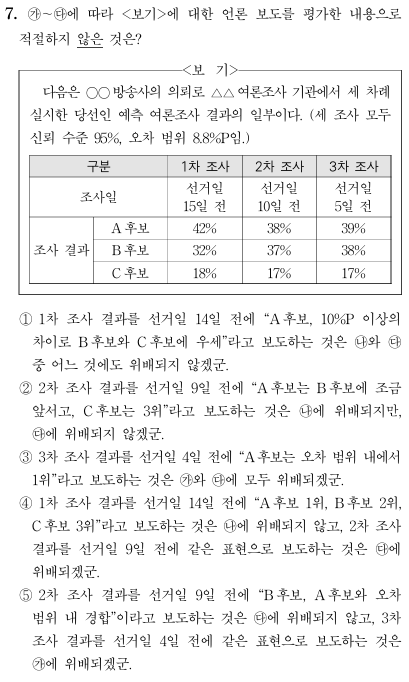 7. ㉮~㉰에 따라 <보기>에 대한 언론 보도를 평가한 내용으로
적절하지 않은 것은?
<보 기>
다음은 ○○방송사의 의뢰로 △△여론조사 기관에서 세 차례
실시한 당선인 예측 여론조사 결과의 일부이다. (세 조사 모두
신뢰 수준 95%, 오차 범위 8.8%P임.)
구분 1차 조사 2차 조사 3차 조사
조사일 선거일 15일 전 선거일 10일 전 선거일 5일 전
조사 결과 A후보 42% 38% 39%
B후보 32% 37% 38%
C후보 18% 17% 17%
① 1차 조사 결과를 선거일 14일 전에 “A후보, 10%P 이상의
차이로 B후보와 C후보에 우세”라고 보도하는 것은 ㉯와 ㉰
중 어느 것에도 위배되지 않겠군.
② 2차 조사 결과를 선거일 9일 전에 “A후보는 B후보에 조금
앞서고, C후보는 3위”라고 보도하는 것은 ㉯에 위배되지만,
㉰에 위배되지 않겠군.
③ 3차 조사 결과를 선거일 4일 전에 “A후보는 오차 범위 내에서
1위”라고 보도하는 것은 ㉮와 ㉰에 모두 위배되겠군.
④ 1차 조사 결과를 선거일 14일 전에 “A후보 1위, B후보 2위,
C후보 3위”라고 보도하는 것은 ㉯에 위배되지 않고, 2차 조사
결과를 선거일 9일 전에 같은 표현으로 보도하는 것은 ㉰에
위배되겠군.
⑤ 2차 조사 결과를 선거일 9일 전에 “B후보, A후보와 오차
범위 내 경합”이라고 보도하는 것은 ㉰에 위배되지 않고, 3차
조사 결과를 선거일 4일 전에 같은 표현으로 보도하는 것은
㉮에 위배되겠군.